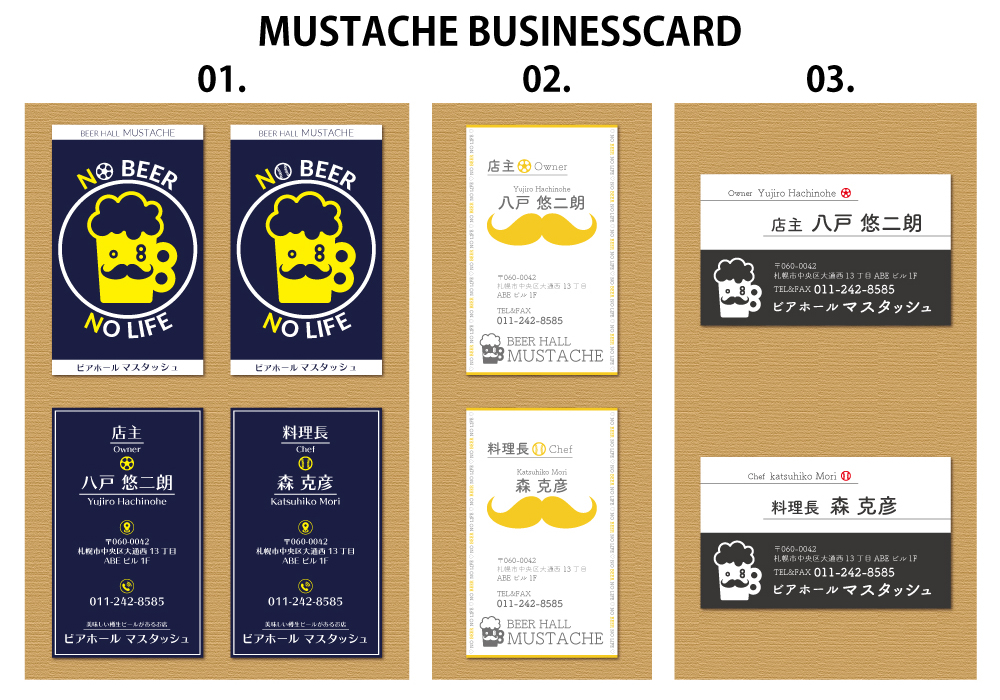 MUSTACHE BUSINESSCARD
01.
BEER HALL MUSTACHE
NO BEER
NO LIFE
ビアホール マスタッシュ
BEER HALL MUSTACHE
NO BEER
NO LIFE
ビアホール マスタッシュ
店主
Owner
八戸 悠二朗
Yujiro Hachinohe
〒060-0042
札幌市中央区大通西 13 丁目
ABE ビル 1F
011-242-8585
美味しい樽生ビールがあるお店
ビアホール マスタッシュ
料理長
Chef
森 克彦
Katsuhiko Mori
〒060-0042
札幌市中央区大通西 13 丁目
ABE ビル 1F
011-242-8585
美味しい樽生ビールがあるお店
ビアホール マスタッシュ
02.
店主 Owner
Yujiro Hachinohe
八戸 悠二朗
〒060-0042
札幌市中央区大通西 13 丁目
ABE ビル 1F
TEL&FAX
011-242-8585
BEER HALL
MUSTACHE
料理長 Chef
Katsuhiko Mori
森 克彦
〒060-0042
札幌市中央区大通西 13 丁目
ABE ビル 1F
TEL&FAX
011-242-8585
BEER HALL
MUSTACHE
03.
Owner Yujiro Hachinohe
店主 八戸 悠二朗
〒060-0042
札幌市中央区大通西 13 丁目 ABE ビル 1F
TEL&FAX 011-242-8585
ビアホール マスタッシュ
Chef katsuhiko Mori
料理長 森 克彦
〒060-0042
札幌市中央区大通西 13 丁目 ABE ビル 1F
TEL&FAX 011-242-8585
ビアホール マスタッシュ